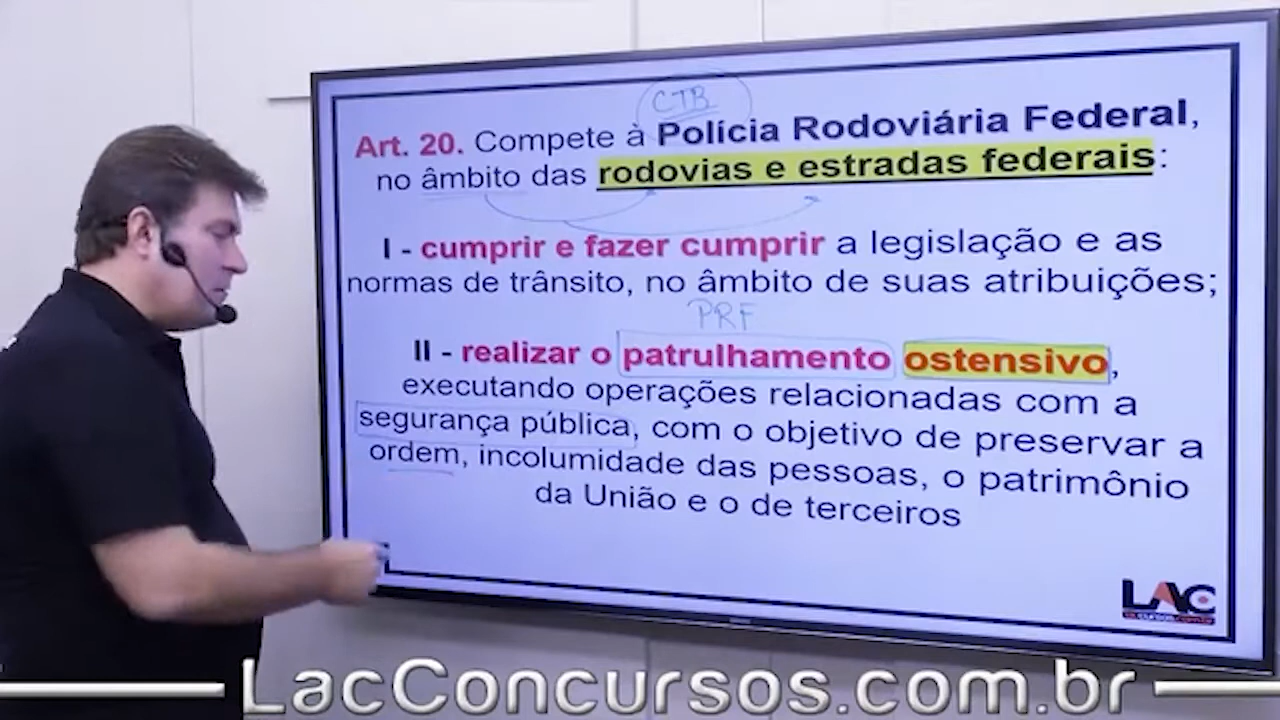 CTB
Art. 20. Compete à Polícia Rodoviária Federal,
no âmbito das rodovias e estradas federais:
I - cumprir e fazer cumprir a legislação e as
normas de trânsito, no âmbito de suas atribuições;
PRF
II - realizar o patrulhamento ostensivo,
executando operações relacionadas com a
segurança pública, com o objetivo de preservar a
ordem, incolumidade das pessoas, o patrimônio
da União e o de terceiros
LAC
LacConcursos.com.br